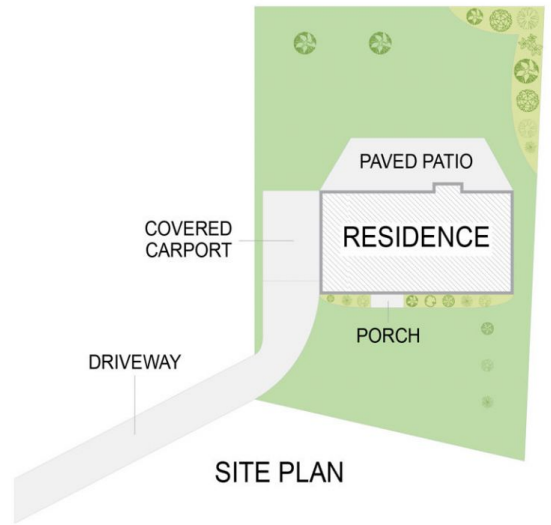 PAVED PATIO
COVERED
CARPORT
RESIDENCE
PORCH
DRIVEWAY
SITE PLAN